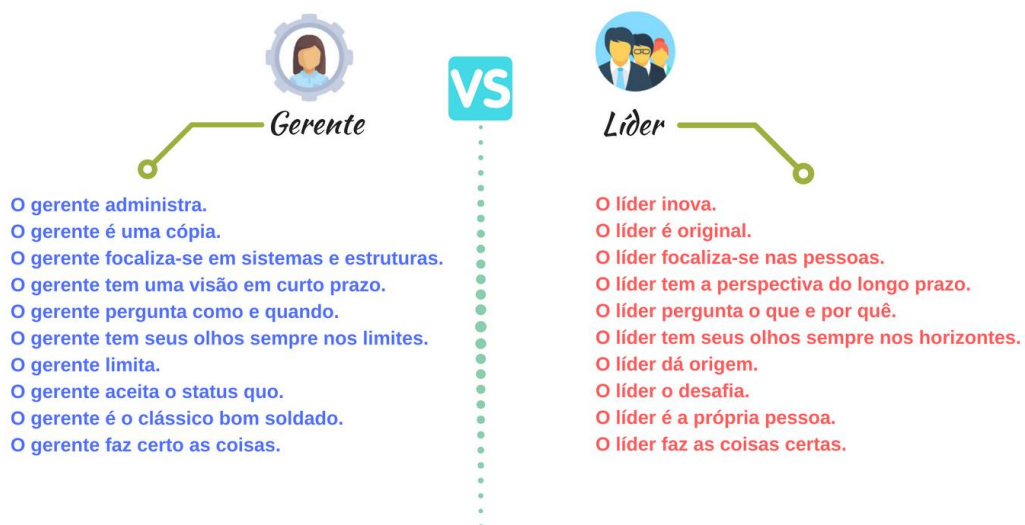 Gerente
VS
Líder
O gerente administra.
O gerente é uma cópia.
O gerente focaliza-se em sistemas e estruturas.
O gerente tem uma visão em curto prazo.
O gerente pergunta como e quando.
O gerente tem seus olhos sempre nos limites.
O gerente limita.
O gerente aceita o status quo.
O gerente é o clássico bom soldado.
O gerente faz certo as coisas.
O líder inova.
O líder é original.
O líder focaliza-se nas pessoas.
O líder tem a perspectiva do longo prazo.
O líder pergunta o que e por quê.
O líder tem seus olhos sempre nos horizontes.
O líder dá origem.
O líder o desafia.
O líder é a própria pessoa.
O líder faz as coisas certas.